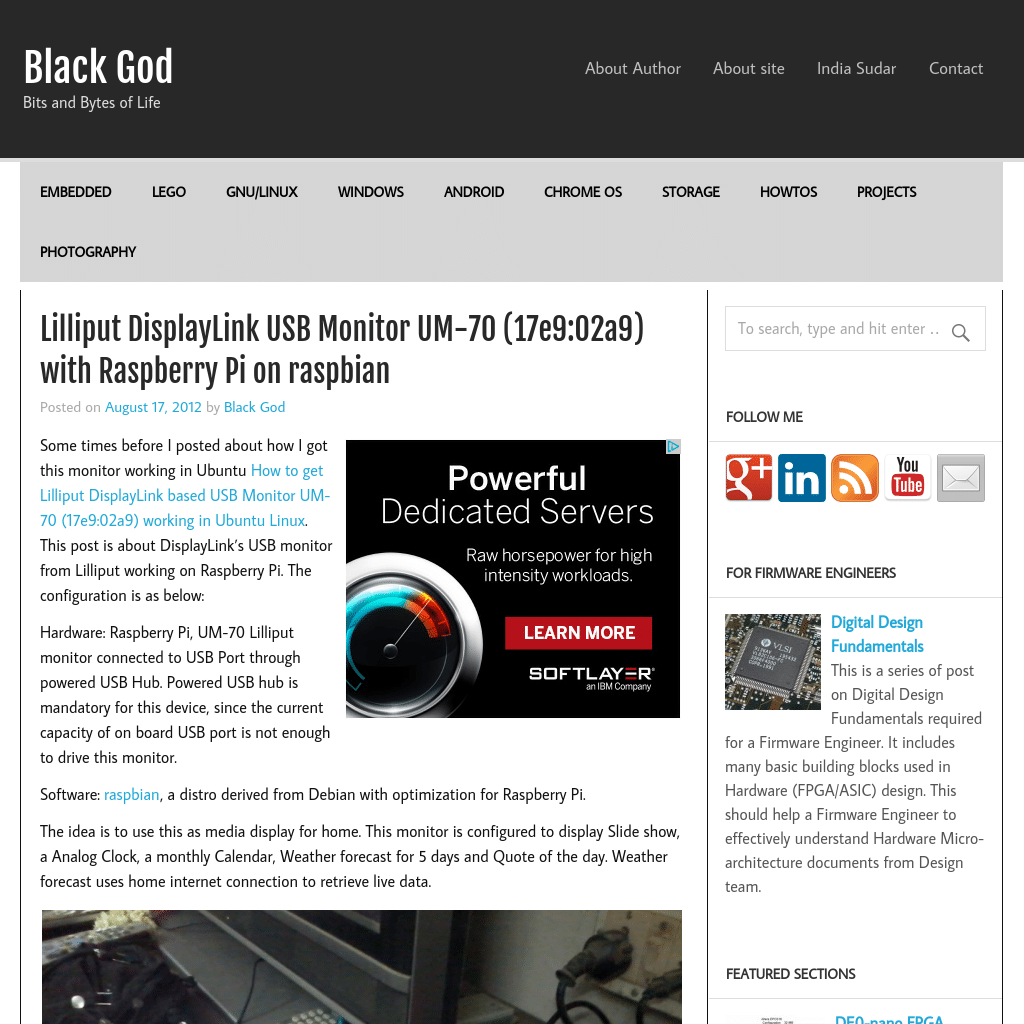 Black God
Bits and Bytes of Life
About Author
About site
India Sudar
Contact
EMBEDDED
LEGO
GNU/LINUX
WINDOWS
ANDROID
CHROME OS
STORAGE
HOWTOS
PROJECTS
PHOTOGRAPHY
Lilliput DisplayLink USB Monitor UM-70 (17e9:02a9)
with Raspberry Pi on raspbian
Posted on August 17, 2012 by Black God
Some times before I posted about how I got
this monitor working in Ubuntu How to get
Lilliput DisplayLink based USB Monitor UM-
70 (17e9:02a9) working in Ubuntu Linux.
This post is about DisplayLink’s USB monitor
from Lilliput working on Raspberry Pi. The
configuration is as below:
Hardware: Raspberry Pi, UM-70 Lilliput
monitor connected to USB Port through
powered USB Hub. Powered USB hub is
mandatory for this device, since the current
capacity of on board USB port is not enough
to drive this monitor.
Powerful
Dedicated Servers
Raw horsepower for high
intensity workloads.
LEARN MORE
SOFTLAYER
an IBM Company
Software: raspbian, a distro derived from Debian with optimization for Raspberry Pi.
The idea is to use this as media display for home. This monitor is configured to display Slide show,
a Analog Clock, a monthly Calendar, Weather forecast for 5 days and Quote of the day. Weather
forecast uses home internet connection to retrieve live data.
To search, type and hit enter ..
FOLLOW ME
g+
in
You
Tube
FOR FIRMWARE ENGINEERS
VLSI
Digital Design
Fundamentals
This is a series of post
on Digital Design
Fundamentals required
for a Firmware Engineer. It includes
many basic building blocks used in
Hardware (FPGA/ASIC) design. This
should help a Firmware Engineer to
effectively understand Hardware Micro-
architecture documents from Design
team.
FEATURED SECTIONS
DE0-nano FPGA